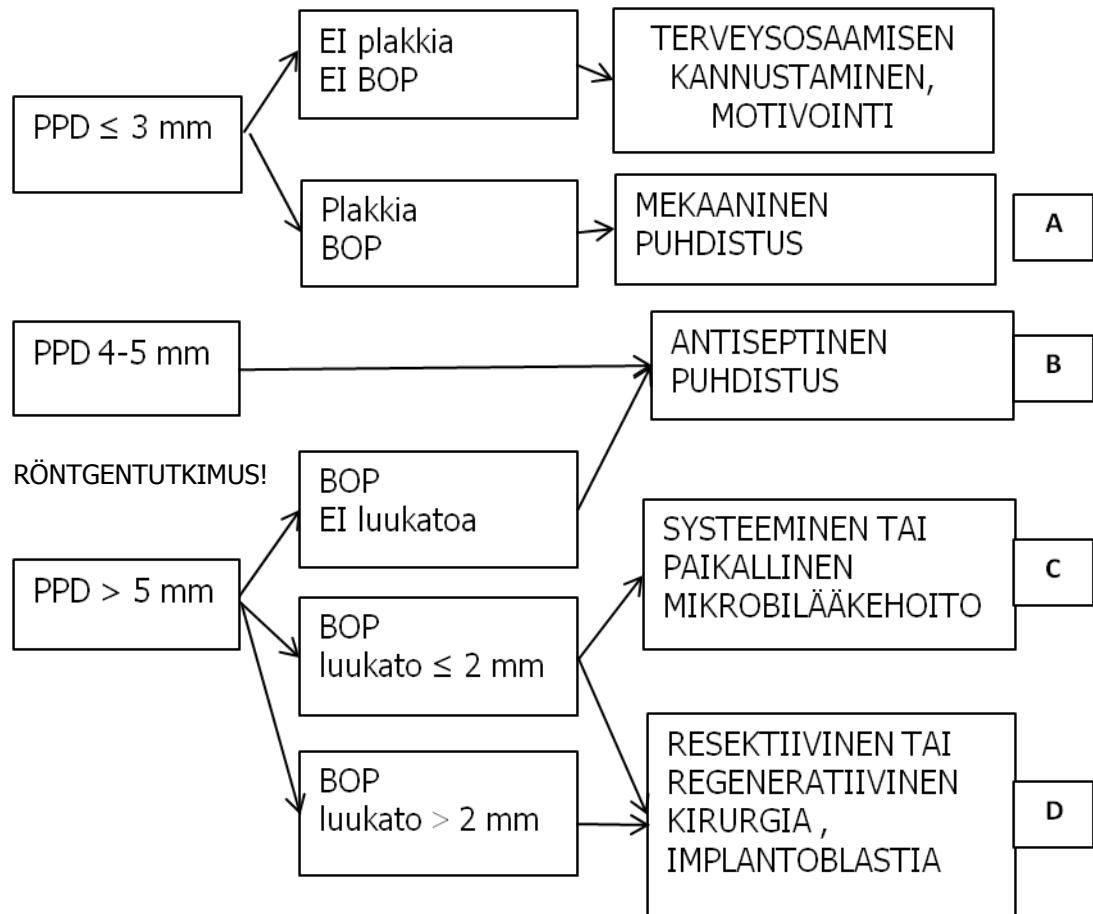 EI plakkia
EI BOP
TERVEYSOSAAMISEN
KANNUSTAMINEN,
MOTIVOINTI
PPD ≤ 3 mm
Plakkia
BOP
MEKAANINEN
PUHDISTUS
A
PPD 4-5 mm
ANTISEPTINEN
PUHDISTUS
B
RÖNTGENTUTKIMUS!
BOP
EI luukatoa
SYSTEEMINEN TAI
PAIKALLINEN
MIKROBILÄÄKEHOITO
C
PPD > 5 mm
BOP
luukato ≤ 2 mm
RESEKTIIVINEN TAI
REGENERATIIVINEN
KIRURGIA ,
IMPLANTOBLASTIA
D
BOP
luukato > 2 mm